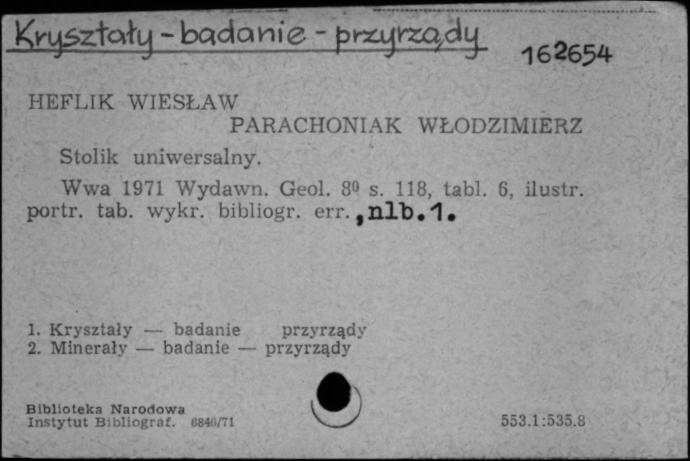 Kryształy - badanie - przyrządy
162654
HEFLIK WIESŁAW
PARACHONIAK WŁODZIMIERZ
Stolik uniwersalny.
Wwa 1971 Wydawn. Geol. 8º s. 118, tabl. 6, ilustr.
portr. tab. wykr. bibliogr. err. , nlb. 1.
1. Kryształy — badanie przyrządy
2. Minerały — badanie — przyrządy
Biblioteka Narodowa
Instytut Bibliograf. 6840/71
553.1:535.8